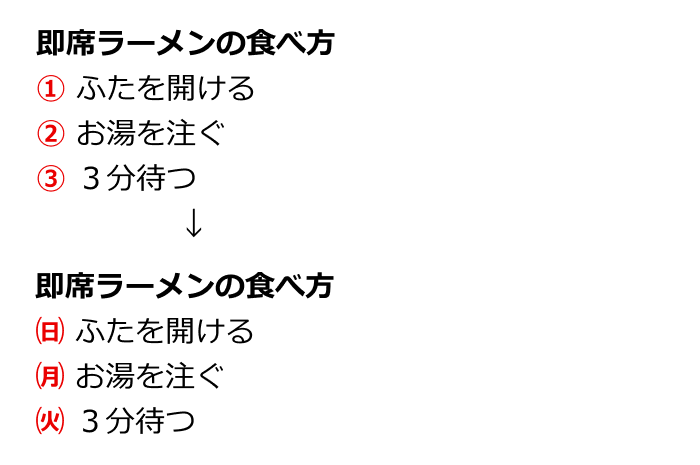 即席ラーメンの食べ方
① ふたを開ける
② お湯を注ぐ
③ ３分待つ
↓
即席ラーメンの食べ方
㈰ ふたを開ける
㈪ お湯を注ぐ
㈫ ３分待つ